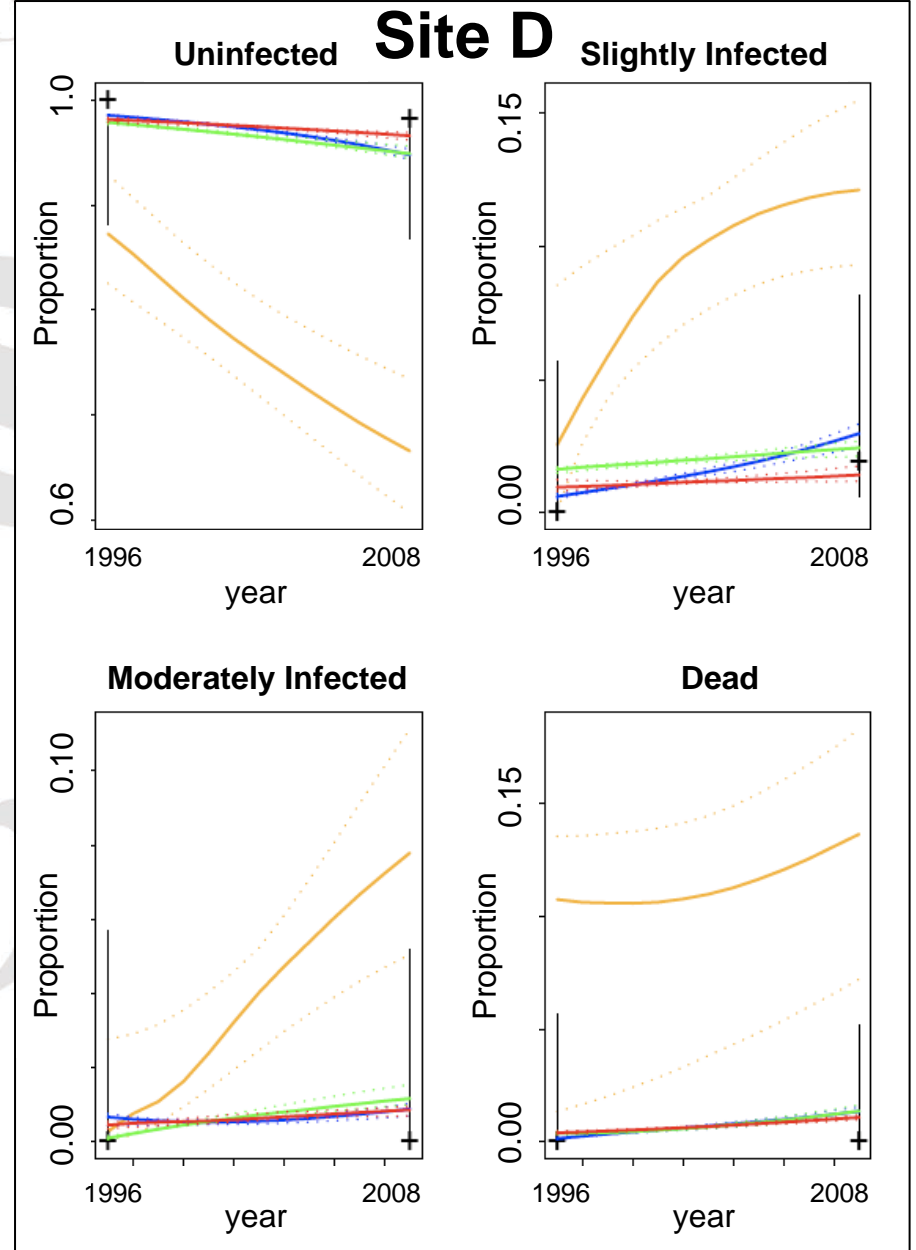 Site D
Uninfected
Slightly Infected
1.0
0.6
Proportion
1996
2008
year
0.15
0.00
Proportion
1996
2008
year
Moderately Infected
Dead
0.10
0.00
Proportion
1996
2008
year
0.15
0.00
Proportion
1996
2008
year